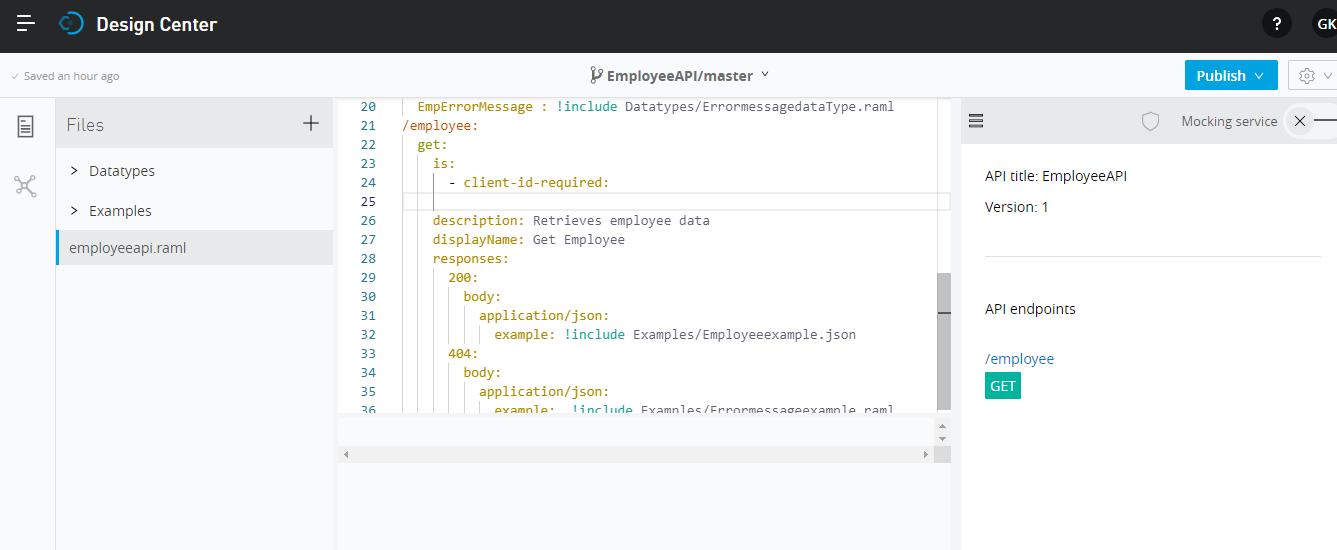 Design Center
?
GK
Saved an hour ago
EmployeeAPI/master
Publish
Files
Datatypes
Examples
employeeapi.raml
20 EmpErrorMessage : !include Datatypes/ErrormessagedataType.raml
21 /employee:
22 get:
23 is:
24 - client-id-required:
25
26 description: Retrieves employee data
27 displayName: Get Employee
28 responses:
29 200:
30 body:
31 application/json:
32 example: !include Examples/Employeeexample.json
33 404:
34 body:
35 application/json:
36 example: !include Examples/Errormessageexample.raml
Mocking service
API title: EmployeeAPI
Version: 1
API endpoints
/employee
GET